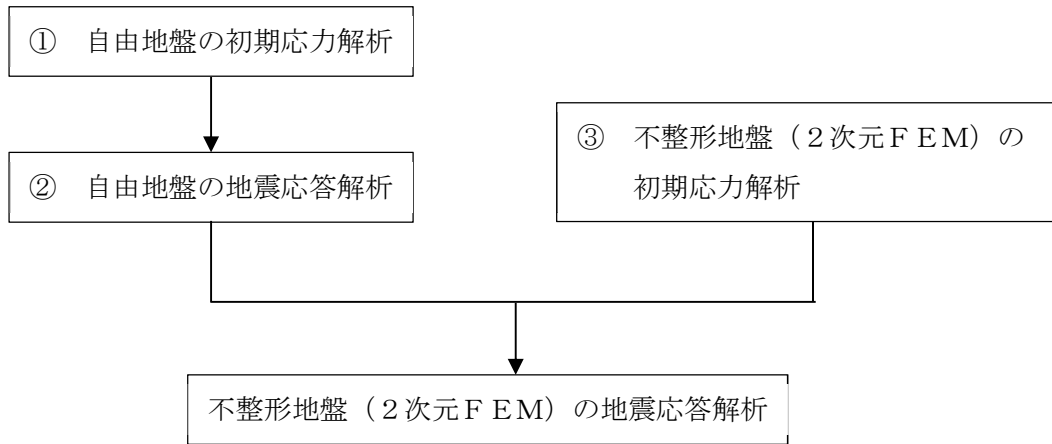 ① 自由地盤の初期応力解析
② 自由地盤の地震応答解析
③ 不整形地盤（２次元ＦＥＭ）の
初期応力解析
不整形地盤（２次元ＦＥＭ）の地震応答解析